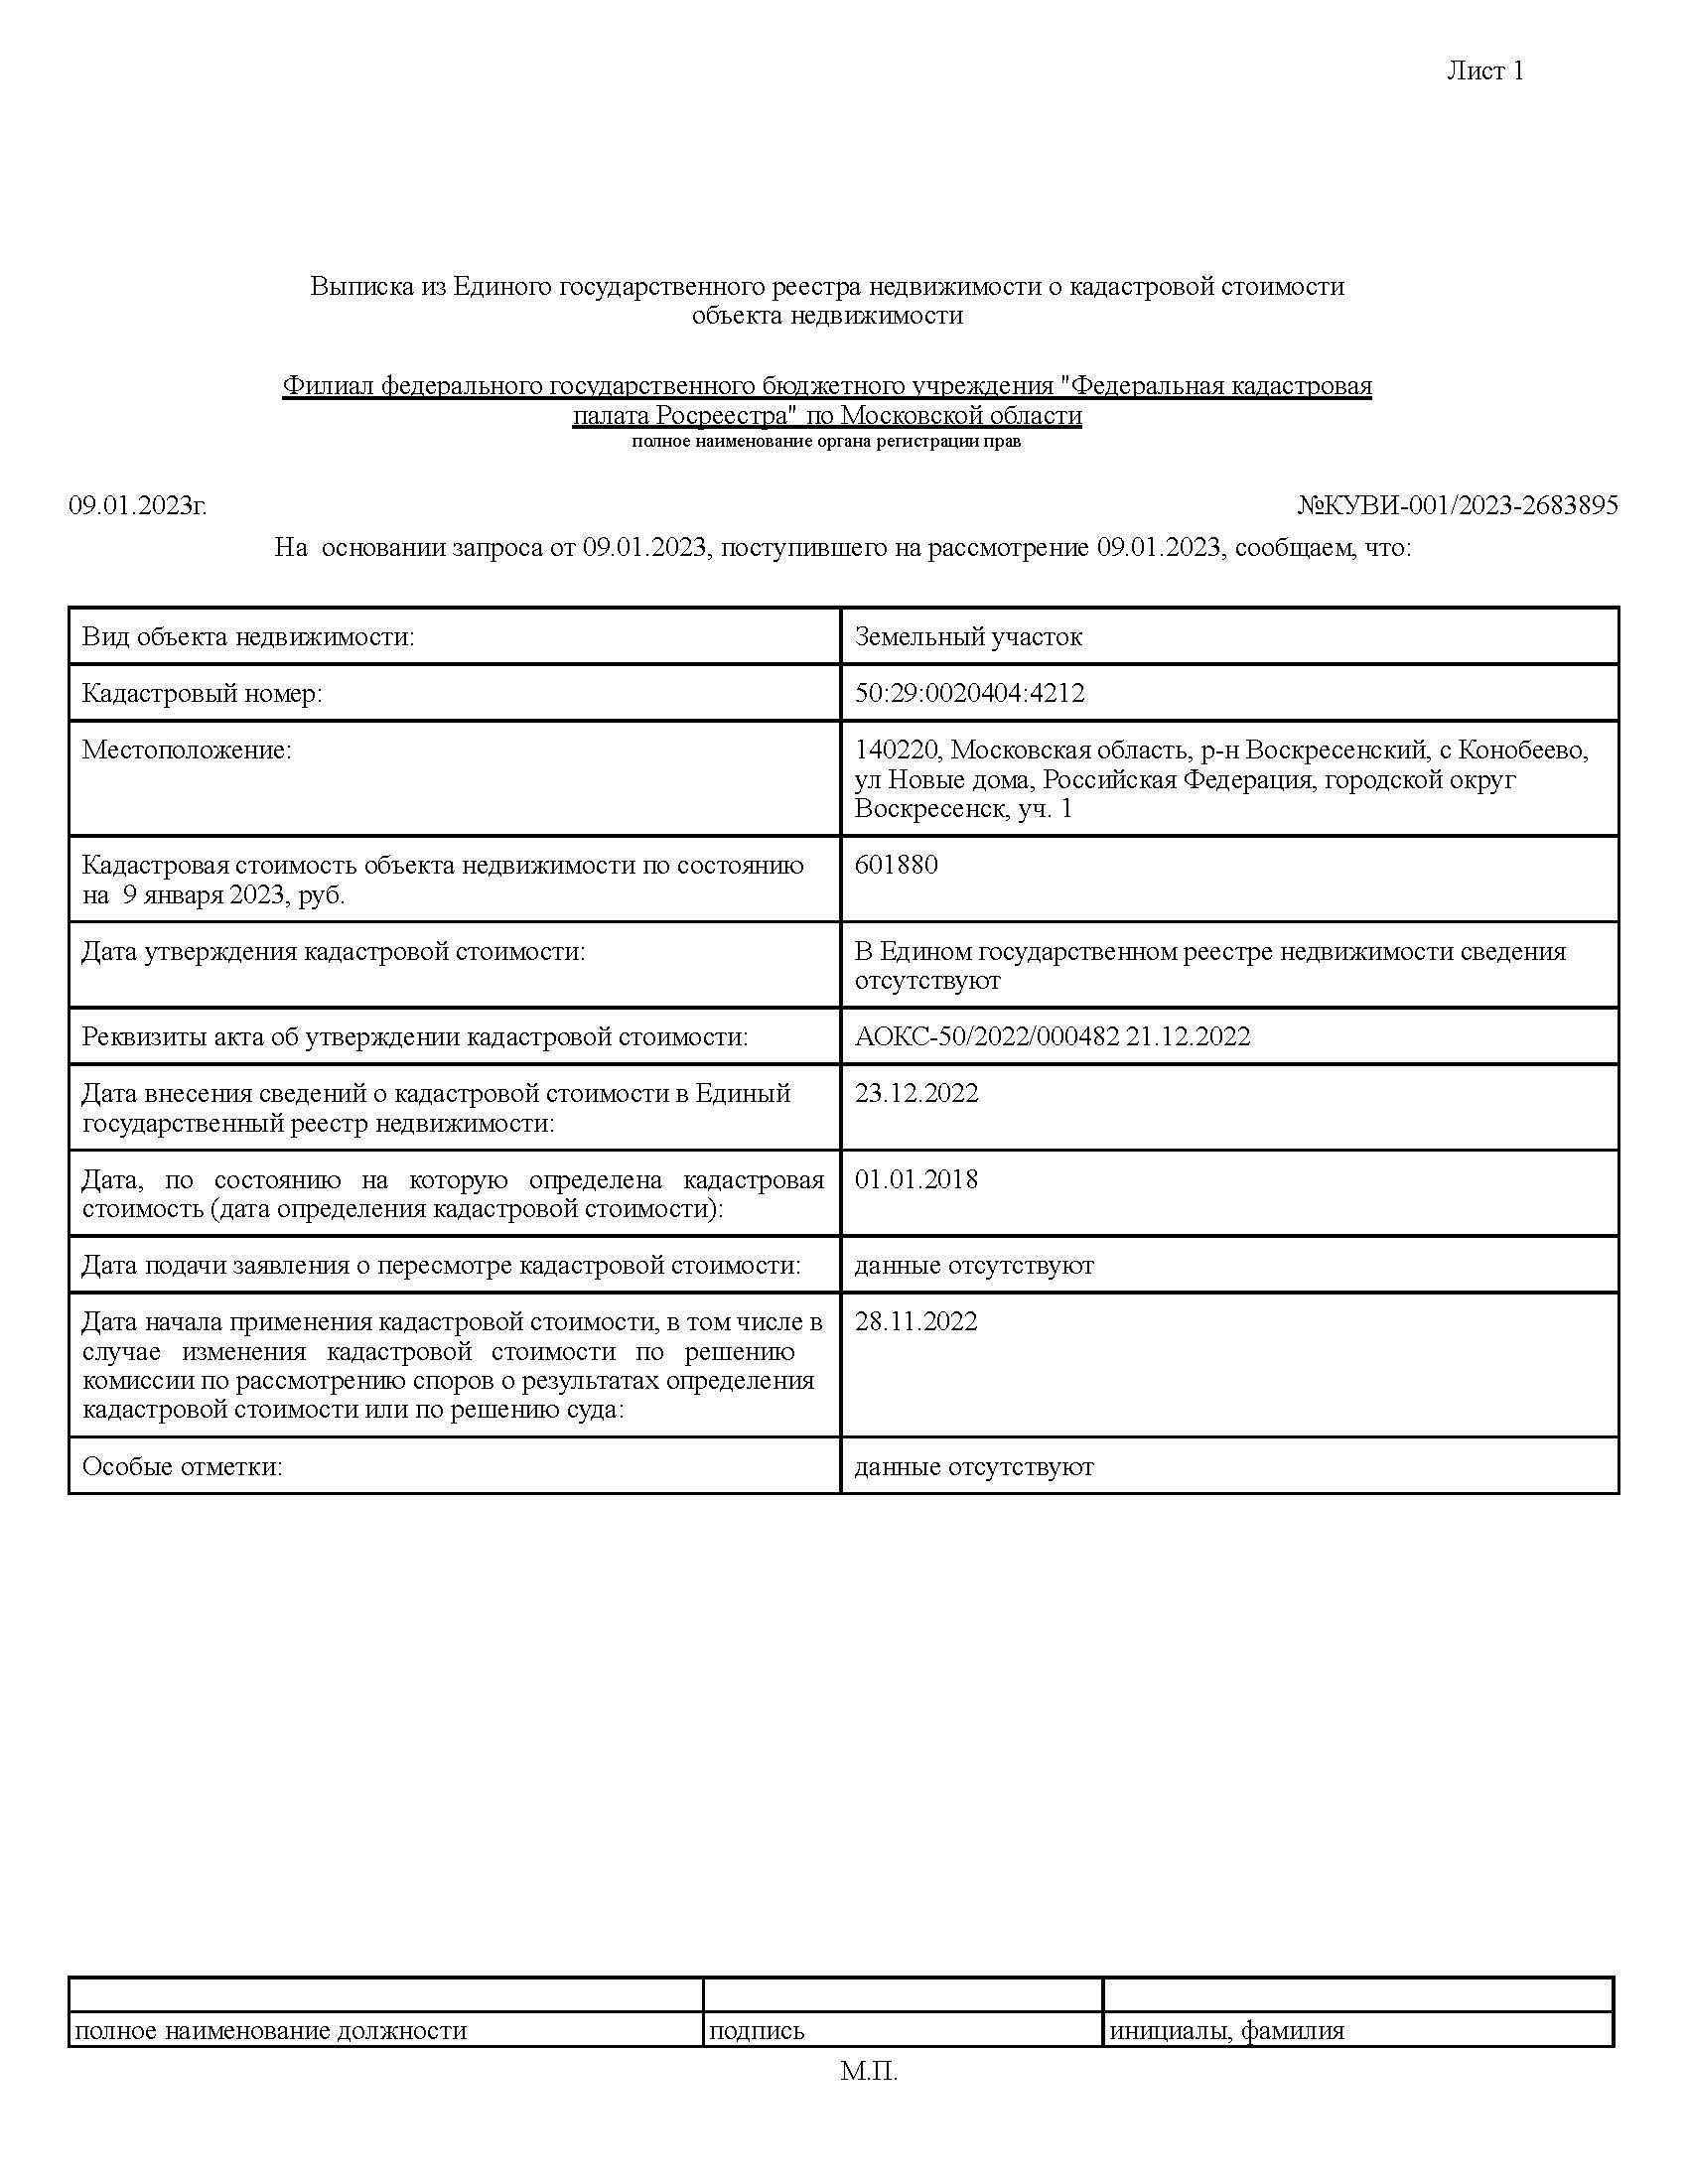 Лист 1
Выписка из Единого государственного реестра недвижимости о кадастровой стоимости
объекта недвижимости
Филиал федерального государственного бюджетного учреждения "Федеральная кадастровая
палата Росреестра" по Московской области
полное наименование органа регистрации прав
09.01.2023г.
№КУВИ-001/2023-2683895
На основании запроса от 09.01.2023, поступившего на рассмотрение 09.01.2023, сообщаем, что:
Вид объекта недвижимости:
Земельный участок
Кадастровый номер:
50:29:0020404:4212
Местоположение:
140220, Московская область, р-н Воскресенский, с Конобеево,
ул Новые дома, Российская Федерация, городской округ
Воскресенск, уч. 1
Кадастровая стоимость объекта недвижимости по состоянию
на 9 января 2023, руб.
601880
Дата утверждения кадастровой стоимости:
В Едином государственном реестре недвижимости сведения
отсутствуют
Реквизиты акта об утверждении кадастровой стоимости:
АОКС-50/2022/000482 21.12.2022
Дата внесения сведений о кадастровой стоимости в Единый
государственный реестр недвижимости:
23.12.2022
Дата, по состоянию на которую определена кадастровая
стоимость (дата определения кадастровой стоимости):
01.01.2018
Дата подачи заявления о пересмотре кадастровой стоимости:
данные отсутствуют
Дата начала применения кадастровой стоимости, в том числе в
случае изменения кадастровой стоимости по решению
комиссии по рассмотрению споров о результатах определения
кадастровой стоимости или по решению суда:
28.11.2022
Особые отметки:
данные отсутствуют
полное наименование должности
подпись
инициалы, фамилия
М.П.